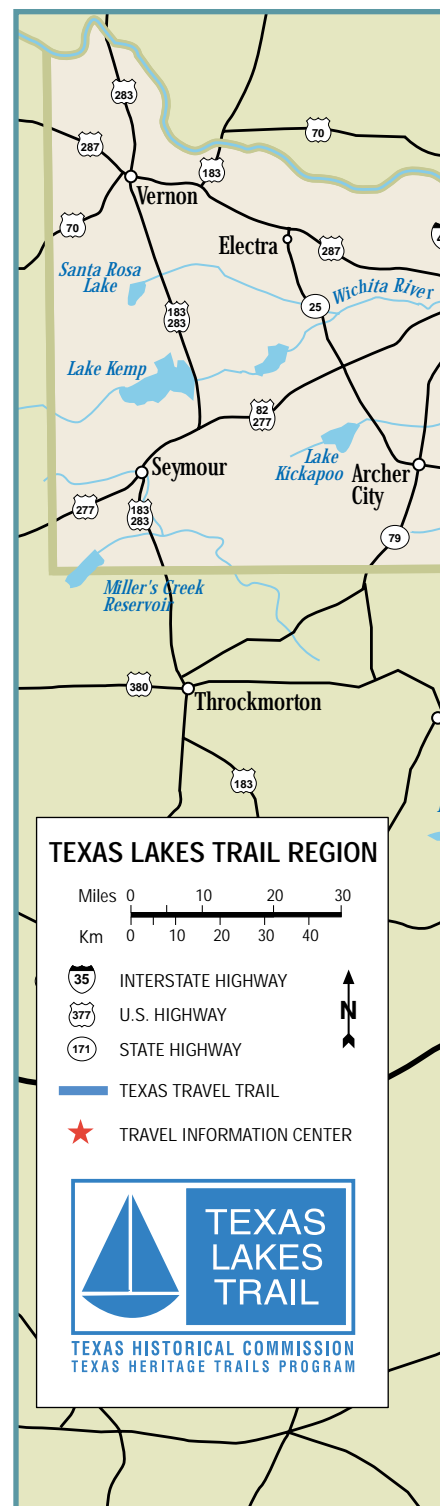 283
70
287
183
Vernon
70
Electra
287
Santa Rosa
Lake
Wichita River
183
283
25
Lake Kemp
82
277
Lake
Kickapoo
Seymour
Archer
City
277
183
283
79
Miller's Creek
Reservoir
380
Throckmorton
183
TEXAS LAKES TRAIL REGION
Miles 0 10 20 30
Km 0 10 20 30 40
35 INTERSTATE HIGHWAY
377 U.S. HIGHWAY
171 STATE HIGHWAY
N
TEXAS TRAVEL TRAIL
TRAVEL INFORMATION CENTER
TEXAS
LAKES
TRAIL
TEXAS HISTORICAL COMMISSION
TEXAS HERITAGE TRAILS PROGRAM